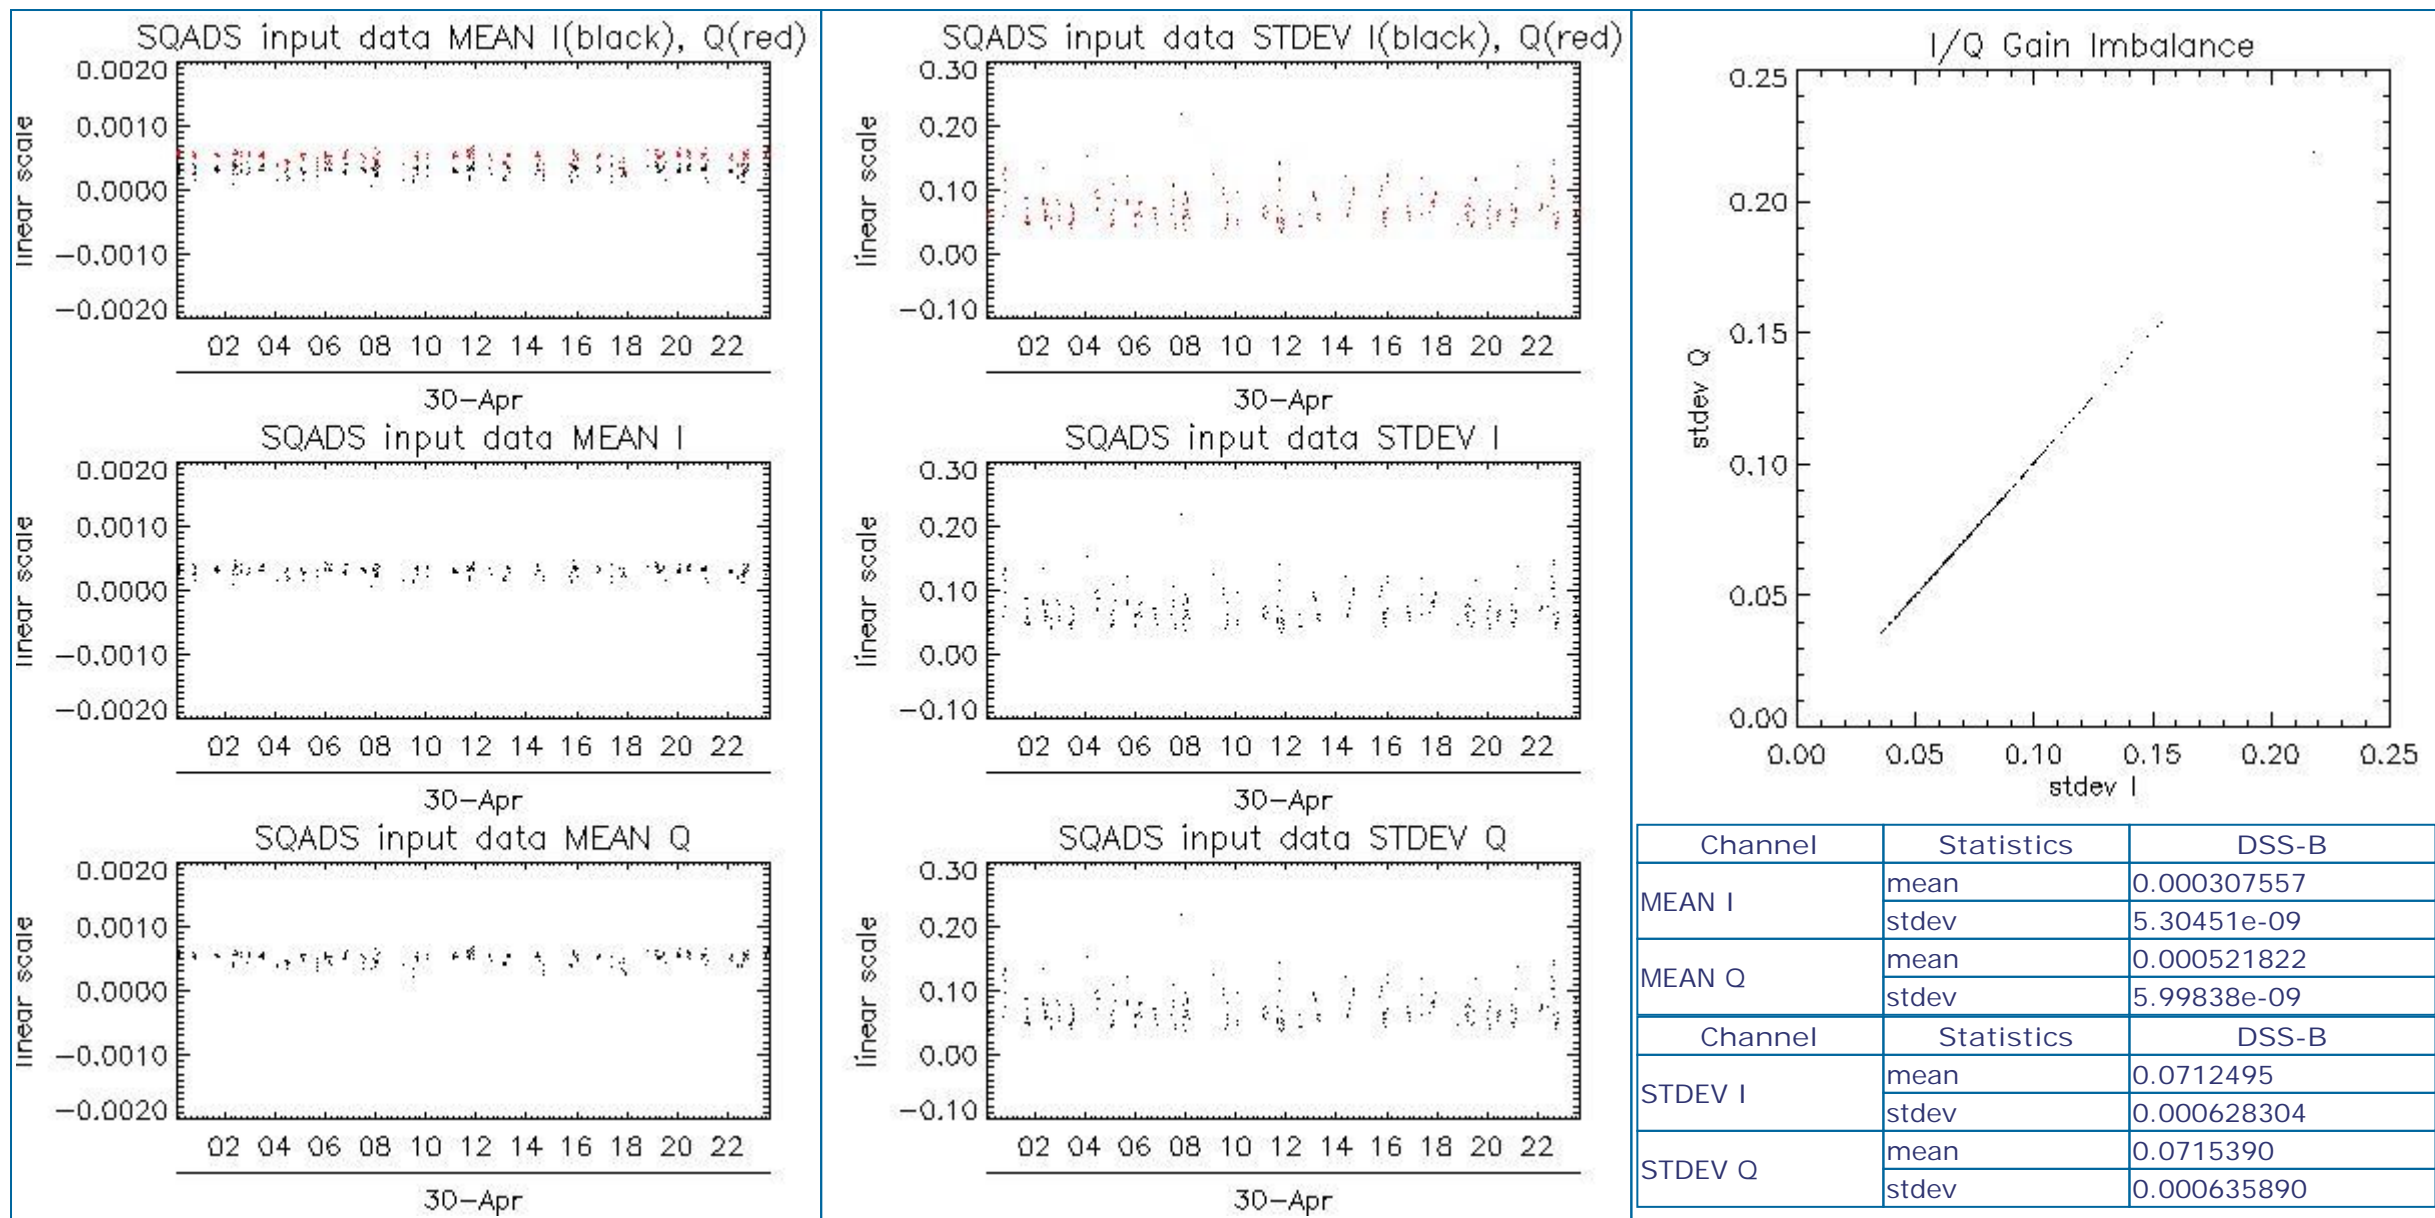 SQADS input data MEAN I(black), Q(red)
linear scale
0.0020
0.0010
0.0000
−0.0010
−0.0020
02 04 06 08 10 12 14 16 18 20 22
30−Apr
SQADS input data MEAN I
linear scale
0.0020
0.0010
0.0000
−0.0010
−0.0020
02 04 06 08 10 12 14 16 18 20 22
30−Apr
SQADS input data MEAN Q
linear scale
0.0020
0.0010
0.0000
−0.0010
−0.0020
02 04 06 08 10 12 14 16 18 20 22
30−Apr
SQADS input data STDEV I(black), Q(red)
linear scale
0.30
0.20
0.10
0.00
−0.10
02 04 06 08 10 12 14 16 18 20 22
30−Apr
SQADS input data STDEV I
linear scale
0.30
0.20
0.10
0.00
−0.10
02 04 06 08 10 12 14 16 18 20 22
30−Apr
SQADS input data STDEV Q
linear scale
0.30
0.20
0.10
0.00
−0.10
02 04 06 08 10 12 14 16 18 20 22
30−Apr
I/Q Gain Imbalance
stdev Q
0.25
0.20
0.15
0.10
0.05
0.00
0.00 0.05 0.10 0.15 0.20 0.25
stdev I
Channel Statistics DSS-B
MEAN I mean 0.000307557
stdev 5.30451e-09
MEAN Q mean 0.000521822
stdev 5.99838e-09
Channel Statistics DSS-B
STDEV I mean 0.0712495
stdev 0.000628304
STDEV Q mean 0.0715390
stdev 0.000635890